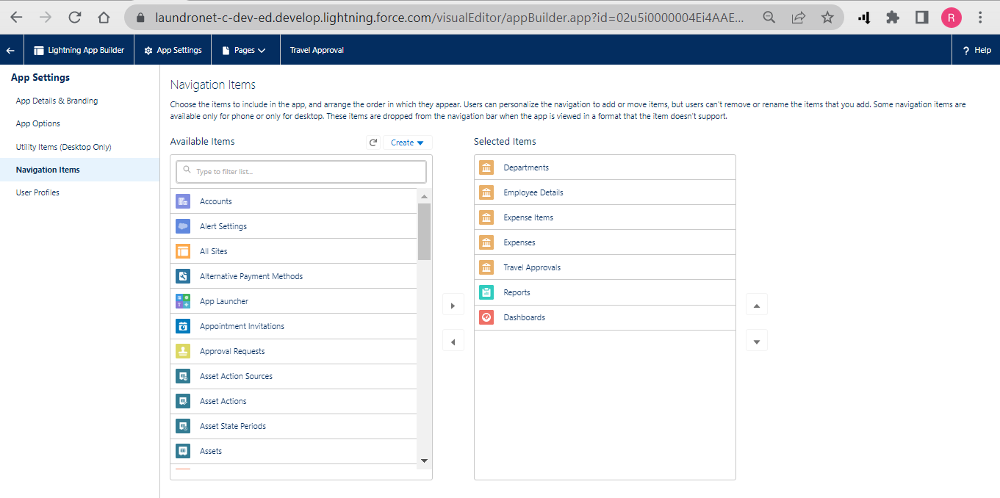 laundronet-c-dev-ed.develop.lightning.force.com/visualEditor/appBuilder.app?id=02u5i0000004Ei4AAE...
R
Lightning App Builder
App Settings
Pages
Travel Approval
? Help
App Settings
App Details & Branding
App Options
Utility Items (Desktop Only)
Navigation Items
User Profiles
Navigation Items
Choose the items to include in the app, and arrange the order in which they appear. Users can personalize the navigation to add or move items, but users can't remove or rename the items that you add. Some navigation items are
available only for phone or only for desktop. These items are dropped from the navigation bar when the app is viewed in a format that the item doesn't support.
Available Items
Create
Type to filter list...
Accounts
Alert Settings
All Sites
Alternative Payment Methods
App Launcher
Appointment Invitations
Approval Requests
Asset Action Sources
Asset Actions
Asset State Periods
Assets
Selected Items
Departments
Employee Details
Expense Items
Expenses
Travel Approvals
Reports
Dashboards